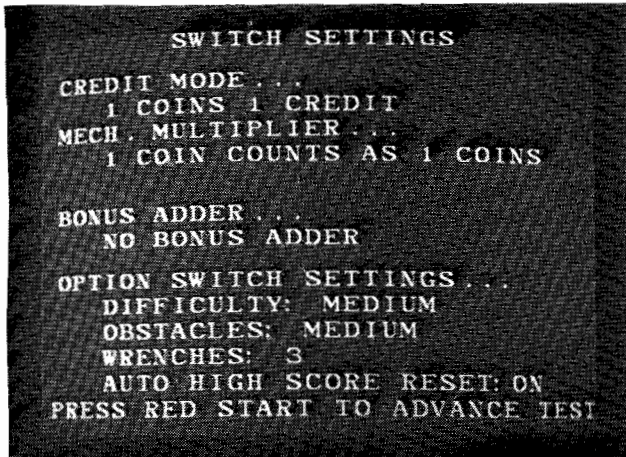 SWITCH SETTINGS
CREDIT MODE...
1 COINS 1 CREDIT
MECH. MULTIPLIER...
1 COIN COUNTS AS 1 COINS
BONUS ADDER...
NO BONUS ADDER
OPTION SWITCH SETTINGS...
DIFFICULTY: MEDIUM
OBSTACLES: MEDIUM
WRENCHES: 3
AUTO HIGH SCORE RESET: ON
PRESS RED START TO ADVANCE TEST